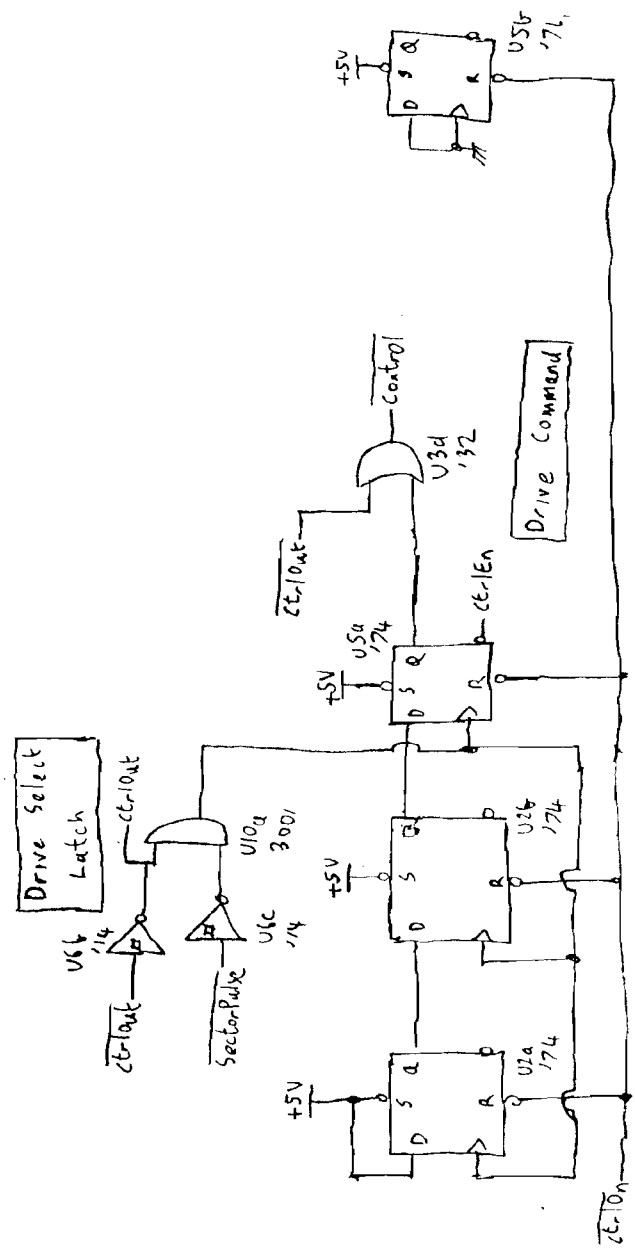 Drive Select
Latch
CtrlOut
U6b
'14
CtrlOut
U10a
3001
SectorPulse
U6c
'14
+5V
D
S
Q
R
U2a
'74
+5V
D
S
Q
R
U2b
'74
+5V
U5a
'74
D
S
Q
R
CtrlEn
CtrlOut
Control
U3d
'32
Drive Command
+5V
D
S
Q
R
U5b
CtrlOn